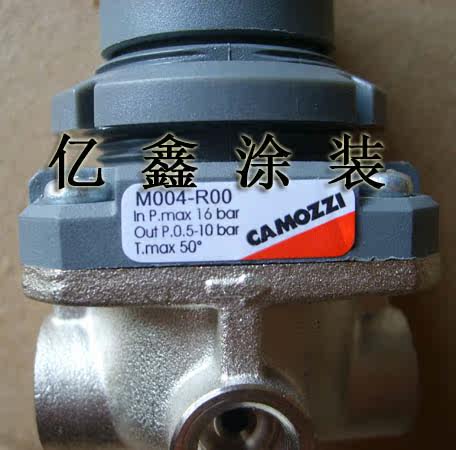 亿鑫涂装
M004-R00
In P.max 16 bar
Out P.0.5-10 bar
T.max 50°
CAMOZZI